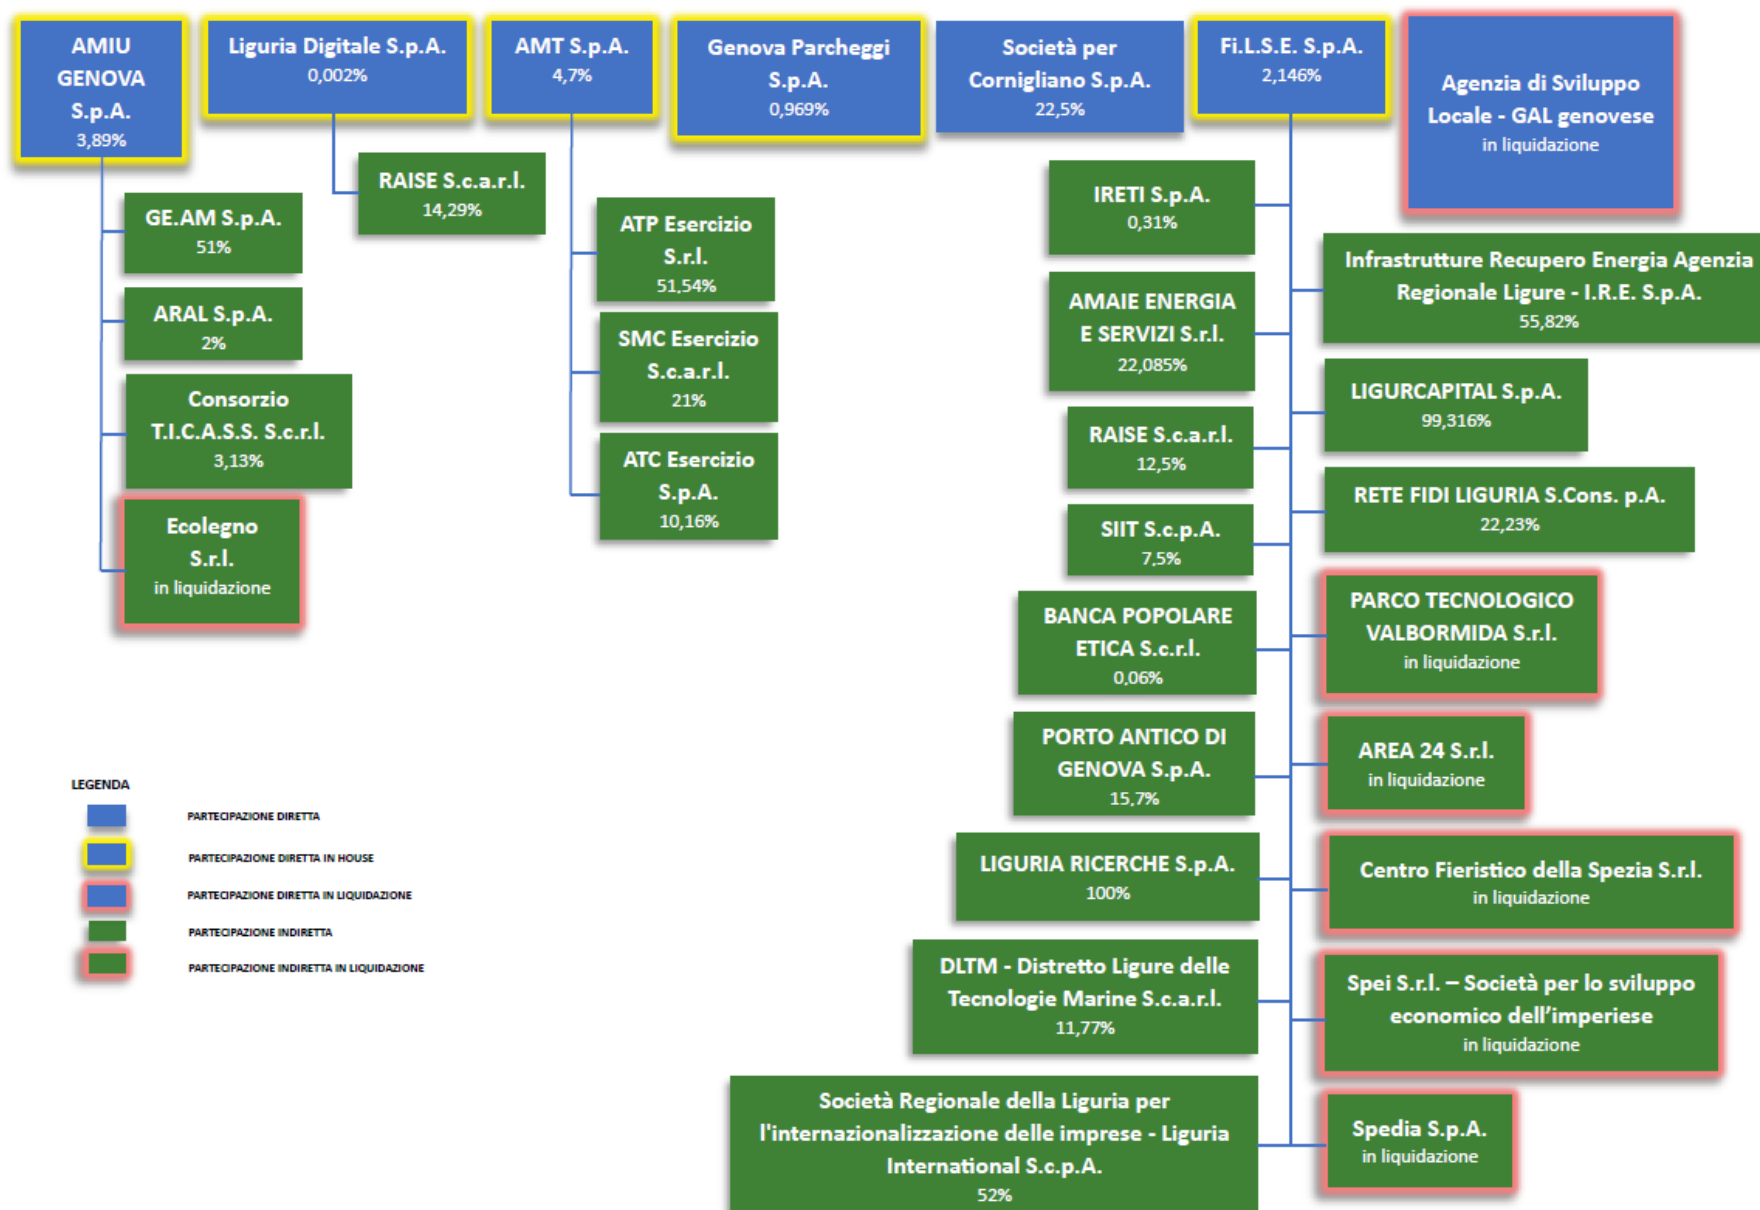 AMIU
GENOVA
S.p.A.
3,89%
Liguria Digitale S.p.A.
0,002%
AMT S.p.A.
4,7%
Genova Parcheggi
S.p.A.
0,969%
Società per
Cornigliano S.p.A.
22,5%
Fi.L.S.E. S.p.A.
2,146%
Agenzia di Sviluppo
Locale - GAL genovese
in liquidazione
GE.AM S.p.A.
51%
ARAL S.p.A.
2%
Consorzio
T.I.C.A.S.S. S.c.r.l.
3,13%
Ecolegno
S.r.l.
in liquidazione
RAISE S.c.a.r.l.
14,29%
ATP Esercizio
S.r.l.
51,54%
SMC Esercizio
S.c.a.r.l.
21%
ATC Esercizio
S.p.A.
10,16%
IRETI S.p.A.
0,31%
AMAIE ENERGIA
E SERVIZI S.r.l.
22,085%
RAISE S.c.a.r.l.
12,5%
SIIT S.c.p.A.
7,5%
BANCA POPOLARE
ETICA S.c.r.l.
0,06%
PORTO ANTICO DI
GENOVA S.p.A.
15,7%
LIGURIA RICERCHE S.p.A.
100%
DLTM - Distretto Ligure delle
Tecnologie Marine S.c.a.r.l.
11,77%
Società Regionale della Liguria per
l'internazionalizzazione delle imprese - Liguria
International S.c.p.A.
52%
Infrastrutture Recupero Energia Agenzia
Regionale Ligure - I.R.E. S.p.A.
55,82%
LIGURCAPITAL S.p.A.
99,316%
RETE FIDI LIGURIA S.Cons. p.A.
22,23%
PARCO TECNOLOGICO
VALBORMIDA S.r.l.
in liquidazione
AREA 24 S.r.l.
in liquidazione
Centro Fieristico della Spezia S.r.l.
in liquidazione
Spei S.r.l. – Società per lo sviluppo
economico dell’imperiese
in liquidazione
Spedia S.p.A.
in liquidazione
LEGENDA
PARTECIPAZIONE DIRETTA
PARTECIPAZIONE DIRETTA IN HOUSE
PARTECIPAZIONE DIRETTA IN LIQUIDAZIONE
PARTECIPAZIONE INDIRETTA
PARTECIPAZIONE INDIRETTA IN LIQUIDAZIONE